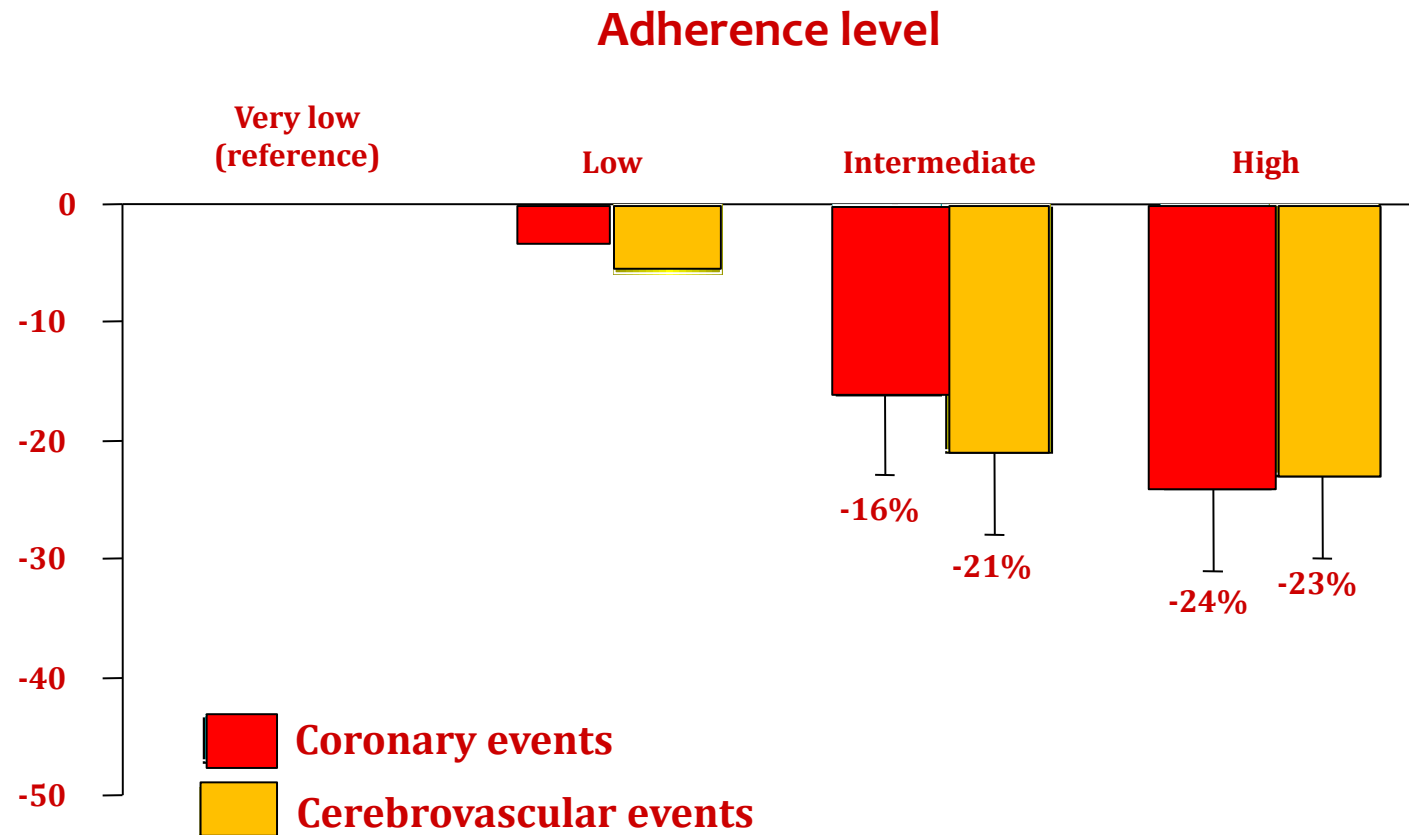 Adherence level
Very low
(reference)
Low
Intermediate
High
0
-10
-20
-30
-40
-50
-16%
-21%
-24%
-23%
Coronary events
Cerebrovascular events